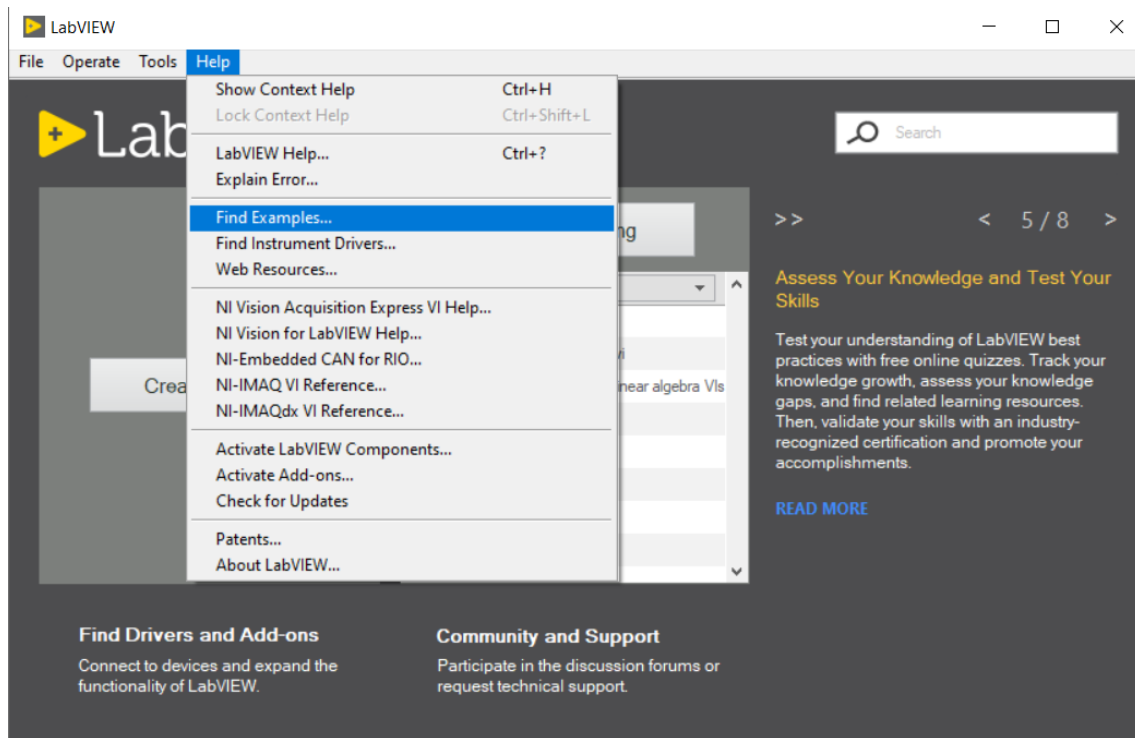 LabVIEW
File Operate Tools Help
Show Context Help Ctrl+H
Lock Context Help Ctrl+Shift+L
LabVIEW Help... Ctrl+?
Explain Error...
Find Examples...
Find Instrument Drivers...
Web Resources...
NI Vision Acquisition Express VI Help...
NI Vision for LabVIEW Help...
NI-Embedded CAN for RIO...
NI-IMAQ VI Reference...
NI-IMAQdx VI Reference...
Activate LabVIEW Components...
Activate Add-ons...
Check for Updates
Patents...
About LabVIEW...
Lab
Search
Crea
ng
vi
inear algebra VIs
>> < 5/8 >
Assess Your Knowledge and Test Your
Skills
Test your understanding of LabVIEW best
practices with free online quizzes. Track your
knowledge growth, assess your knowledge
gaps, and find related learning resources.
Then, validate your skills with an industry-
recognized certification and promote your
accomplishments.
READ MORE
Find Drivers and Add-ons
Connect to devices and expand the
functionality of LabVIEW.
Community and Support
Participate in the discussion forums or
request technical support.